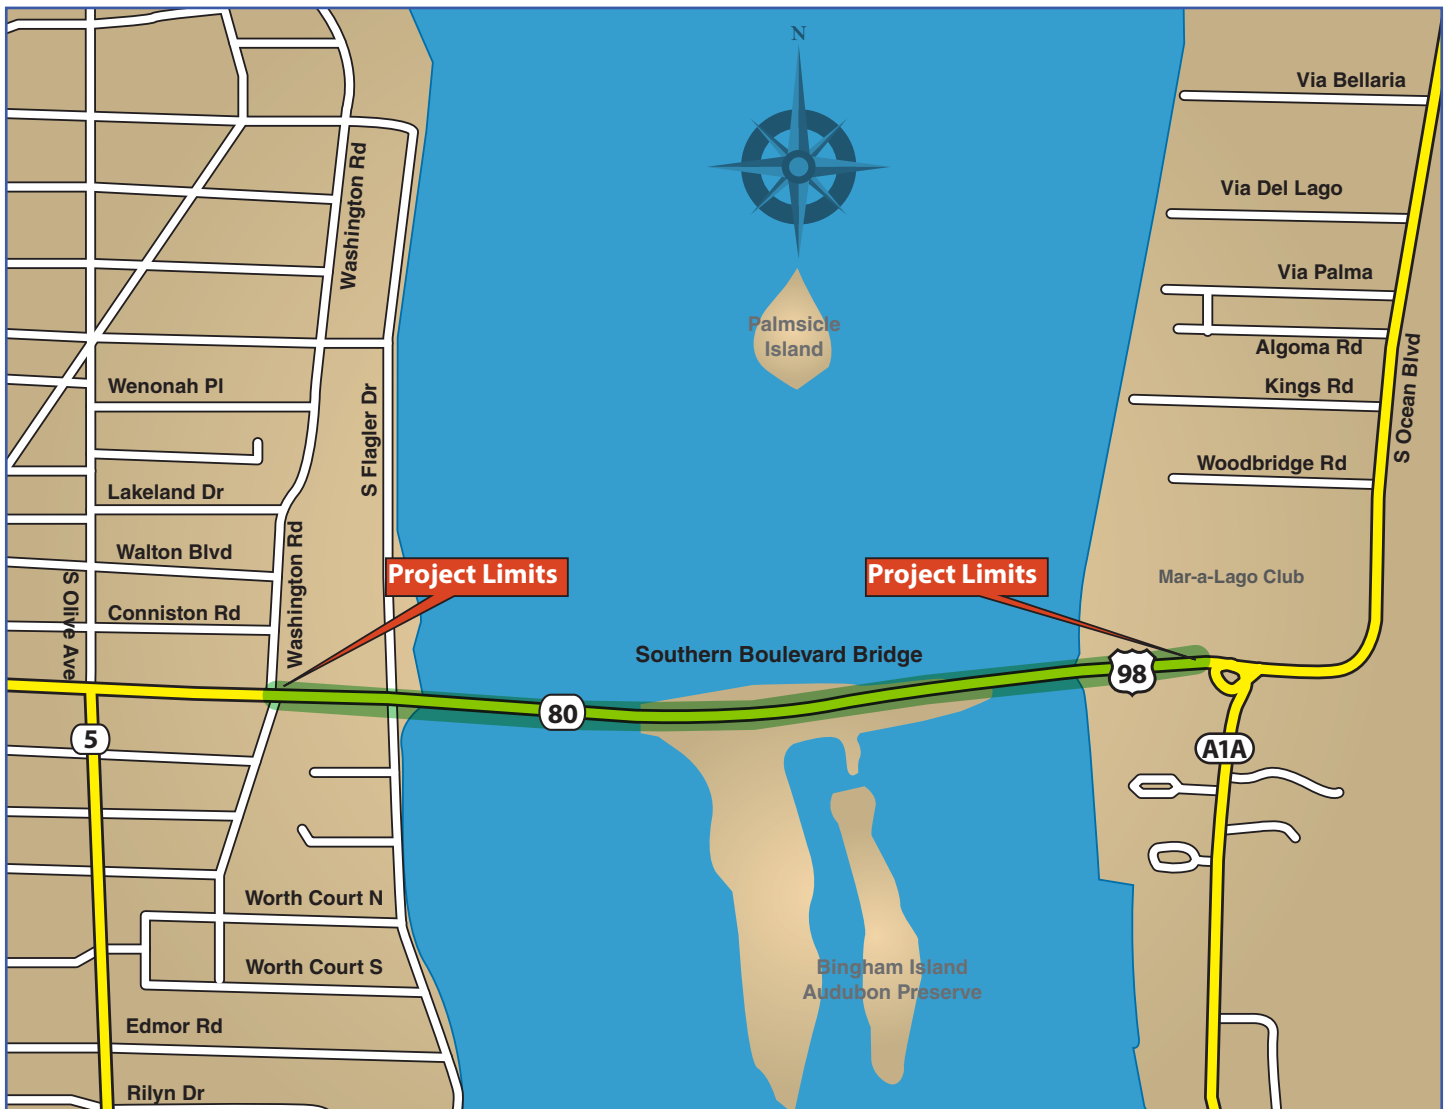 N
Via Bellaria
Washington Rd
Via Del Lago
Via Palma
Palmsicle
Island
Algoma Rd
S Ocean Blvd
Wenonah Pl
Kings Rd
S Flagler Dr
Woodbridge Rd
Lakeland Dr
Walton Blvd
Washington Rd
S Olive Ave
Project Limits
Project Limits
Mar-a-Lago Club
Conniston Rd
Southern Boulevard Bridge
98
80
5
A1A
Worth Court N
Worth Court S
Bingham Island
Audubon Preserve
Edmor Rd
Rilyn Dr